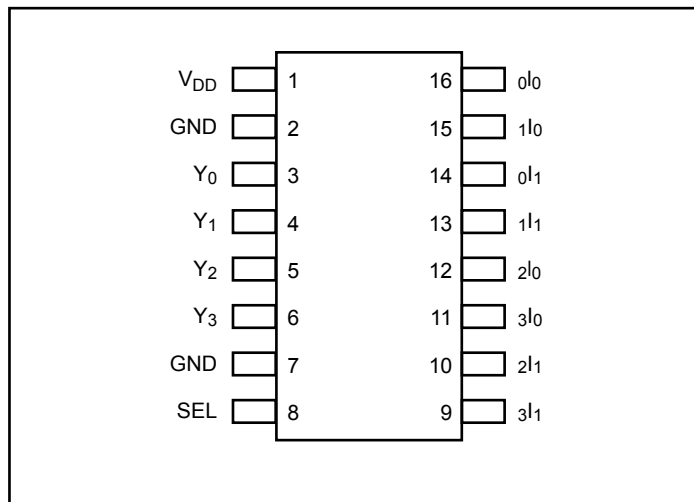 V_DD 1 16 ₀I₀
GND 2 15 ₁I₀
Y₀ 3 14 ₀I₁
Y₁ 4 13 ₁I₁
Y₂ 5 12 ₂I₀
Y₃ 6 11 ₃I₀
GND 7 10 ₂I₁
SEL 8 9 ₃I₁